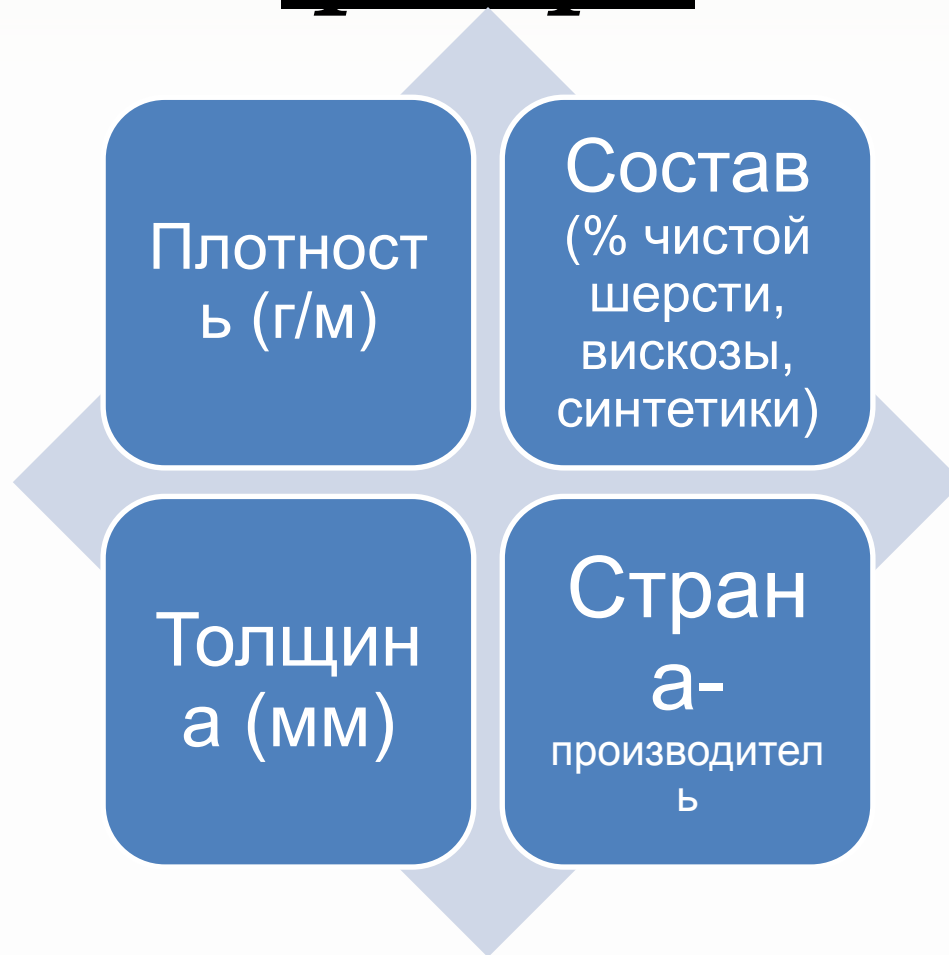 Плотност
ь (г/м)
Состав
(% чистой
шерсти,
вискозы,
синтетики)
Толщин
а (мм)
Стран
а-
производител
ь